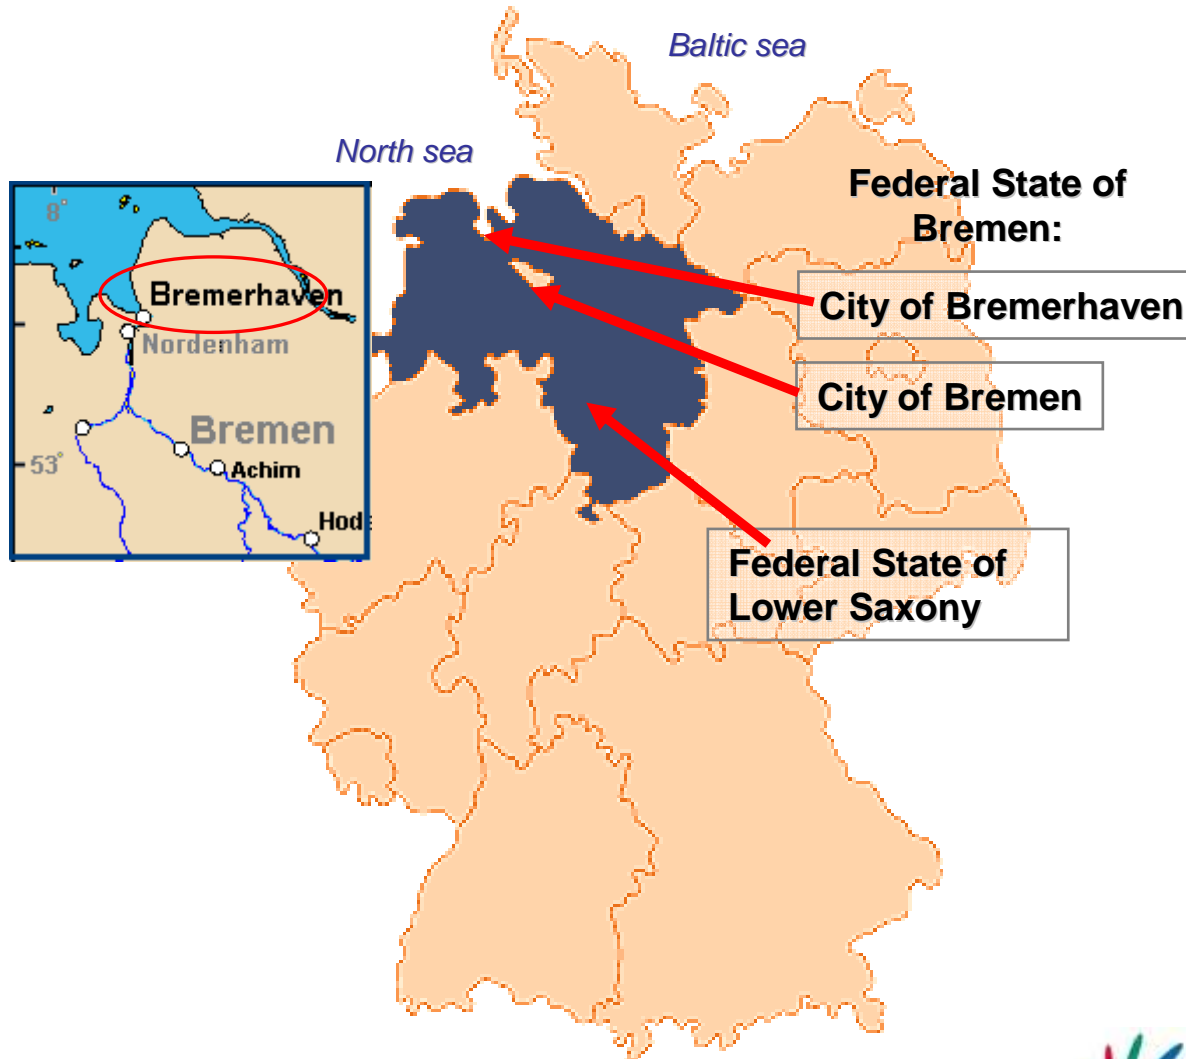 Baltic sea
North sea
Federal State of
Bremen:
8°
Bremerhaven
City of Bremerhaven
Nordenham
City of Bremen
Bremen
53°
Achim
Hod
Federal State of
Lower Saxony